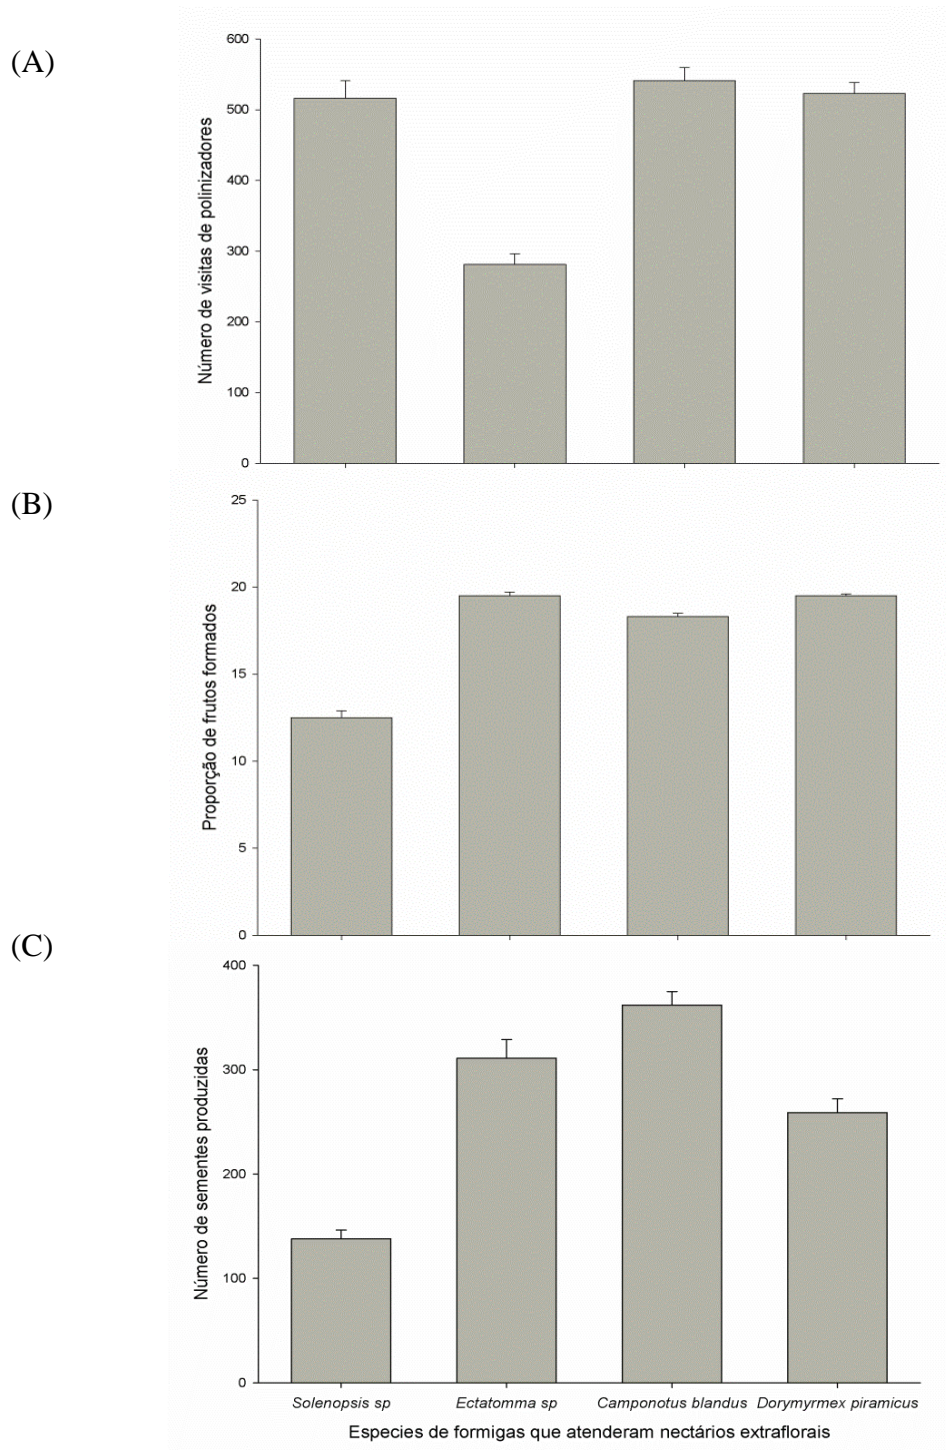 (A)
600
500
400
300
200
100
0
Número de visitas de polinizadores
(B)
25
20
15
10
5
0
Proporção de frutos formados
(C)
400
300
200
100
0
Número de sementes produzidas
Solenopsis sp Ectatomma sp Camponotus blandus Dorymyrmex piramicus
Especies de formigas que atenderam nectários extraflorais